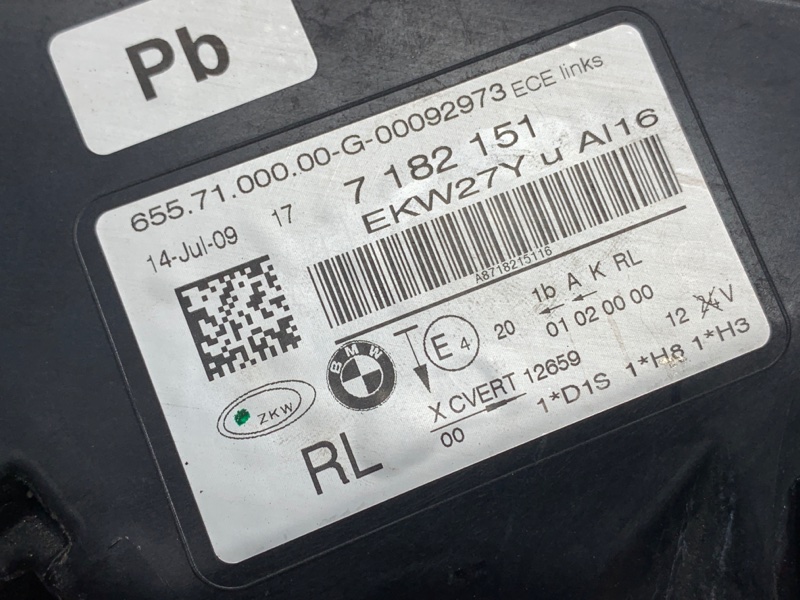 Pb
655.71.000.00-G-00092973 ECE links
14-Jul-09 17 7 182 151
EKW27Y u AI16
A8718215116
BMW
E4 20 1b A K RL
01 02 00 00
12 V
ZKW
X CVERT 12659
00
1*D1S 1*H8 1*H3
RL